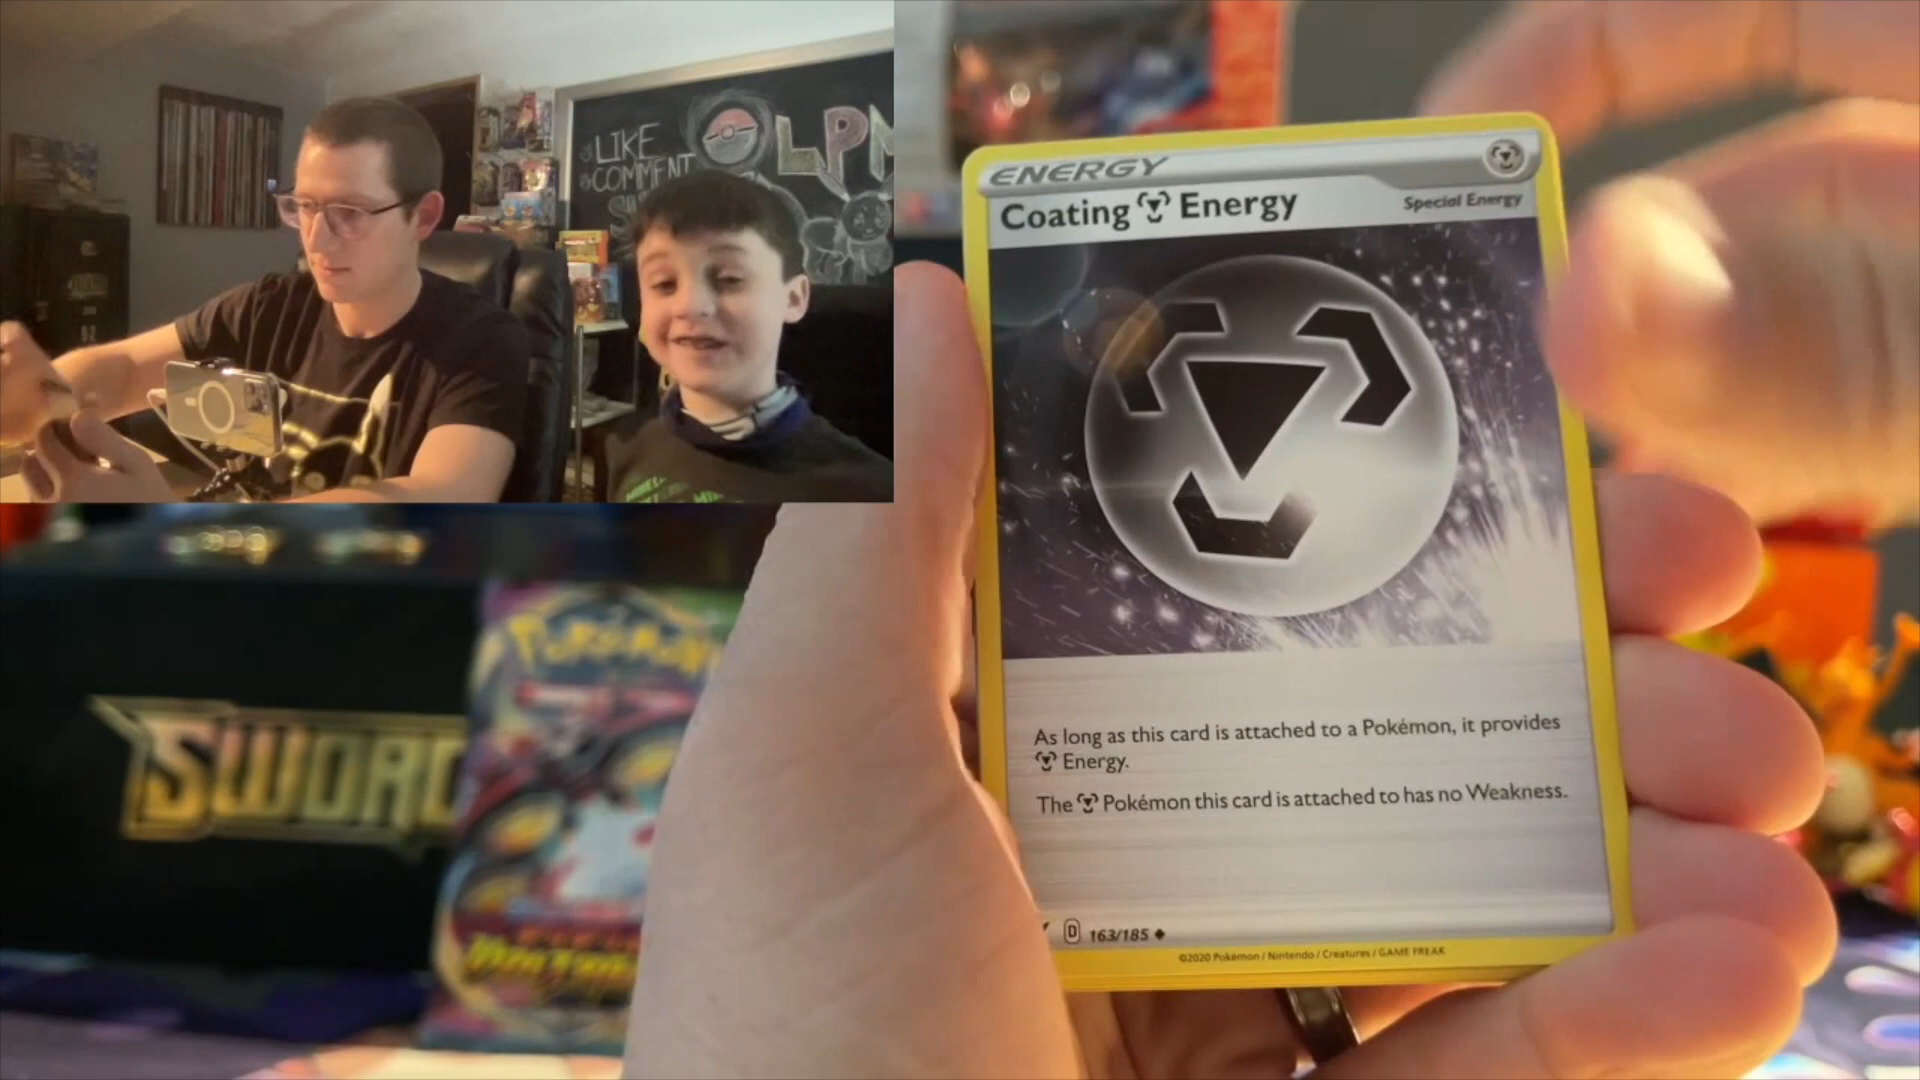 LIKE
COMMENT
LPM
ENERGY
Coating Energy
Special Energy
As long as this card is attached to a Pokémon, it provides
Energy.
The Pokémon this card is attached to has no Weakness.
D 163/185
©2020 Pokémon / Nintendo / Creatures / GAME FREAK
POKÉMON
SWORD